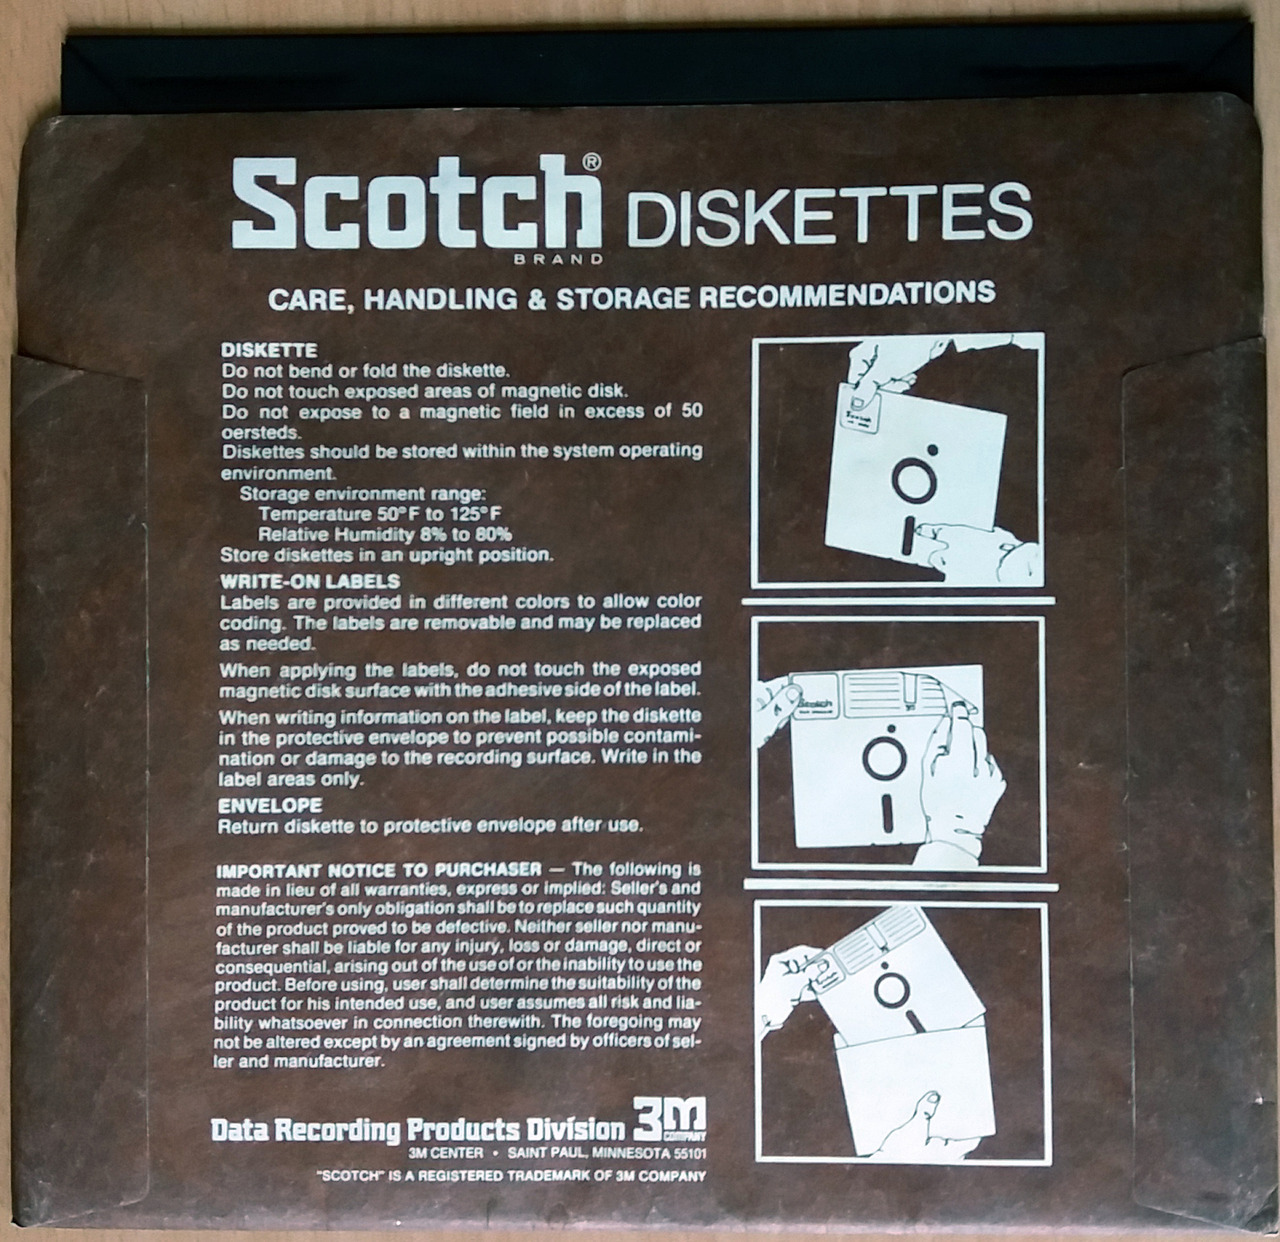 Scotch® DISKETTES
BRAND
CARE, HANDLING & STORAGE RECOMMENDATIONS
DISKETTE
Do not bend or fold the diskette.
Do not touch exposed areas of magnetic disk.
Do not expose to a magnetic field in excess of 50
oersteds.
Diskettes should be stored within the system operating
environment.
Storage environment range:
Temperature 50°F to 125°F
Relative Humidity 8% to 80%
Store diskettes in an upright position.
WRITE-ON LABELS
Labels are provided in different colors to allow color
coding. The labels are removable and may be replaced
as needed.
When applying the labels, do not touch the exposed
magnetic disk surface with the adhesive side of the label.
When writing information on the label, keep the diskette
in the protective envelope to prevent possible contami-
nation or damage to the recording surface. Write in the
label areas only.
ENVELOPE
Return diskette to protective envelope after use.
IMPORTANT NOTICE TO PURCHASER — The following is
made in lieu of all warranties, express or implied: Seller's and
manufacturer's only obligation shall be to replace such quantity
of the product proved to be defective. Neither seller nor manu-
facturer shall be liable for any injury, loss or damage, direct or
consequential, arising out of the use of or the inability to use the
product. Before using, user shall determine the suitability of the
product for his intended use, and user assumes all risk and lia-
bility whatsoever in connection therewith. The foregoing may
not be altered except by an agreement signed by officers of sel-
ler and manufacturer.
Data Recording Products Division 3M
COMPANY
3M CENTER • SAINT PAUL, MINNESOTA 55101
"SCOTCH" IS A REGISTERED TRADEMARK OF 3M COMPANY
Scotch
Scotch